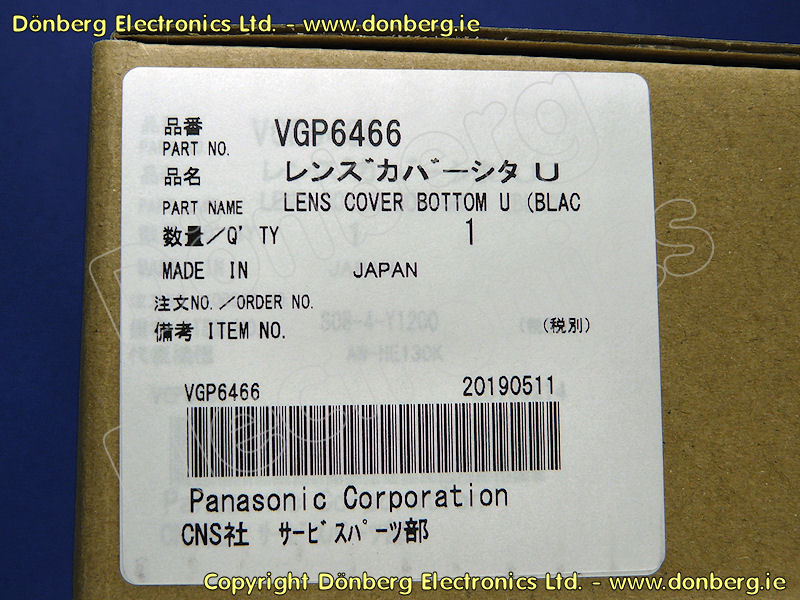 Dönberg Electronics Ltd. - www.donberg.ie
品番 VGP6466
PART NO.
品名 レンズカバーシタ U
PART NAME LENS COVER BOTTOM U (BLAC
数量/Q'TY 1
MADE IN JAPAN
注文NO./ORDER NO.
備考 ITEM NO. (税別)
VGP6466 20190511
Panasonic Corporation
CNS社 サービスパーツ部
Copyright Dönberg Electronics Ltd. - www.donberg.ie